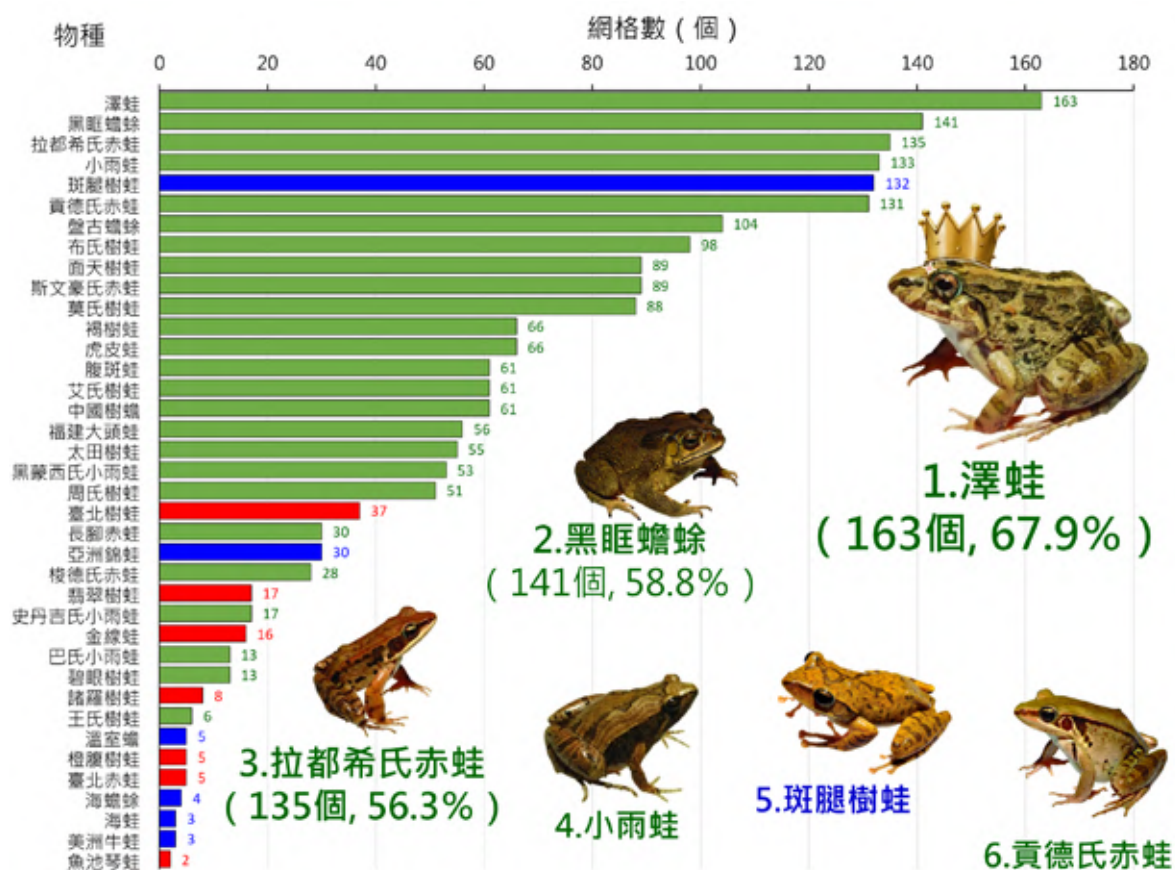 物種
網格數（個）
0 20 40 60 80 100 120 140 160 180
澤蛙 163
黑眶蟾蜍 141
拉都希氏赤蛙 135
小雨蛙 133
斑腿樹蛙 132
貢德氏赤蛙 131
盤古蟾蜍 104
布氏樹蛙 98
面天樹蛙 89
斯文豪氏赤蛙 89
莫氏樹蛙 88
褐樹蛙 66
虎皮蛙 66
腹斑蛙 61
艾氏樹蛙 61
中國樹蟾 61
福建大頭蛙 56
太田樹蛙 55
黑蒙西氏小雨蛙 53
周氏樹蛙 51
臺北樹蛙 37
長腳赤蛙 30
亞洲錦蛙 30
梭德氏赤蛙 28
翡翠樹蛙 17
史丹吉氏小雨蛙 17
金線蛙 16
巴氏小雨蛙 13
碧眼樹蛙 13
諸羅樹蛙 8
王氏樹蛙 6
溫室蟾 5
橙腹樹蛙 5
臺北赤蛙 5
海蟾蜍 4
海蛙 3
美洲牛蛙 3
魚池琴蛙 2
1.澤蛙
（163個, 67.9%）
2.黑眶蟾蜍
（141個, 58.8%）
3.拉都希氏赤蛙
（135個, 56.3%）
4.小雨蛙
5.斑腿樹蛙
6.貢德氏赤蛙